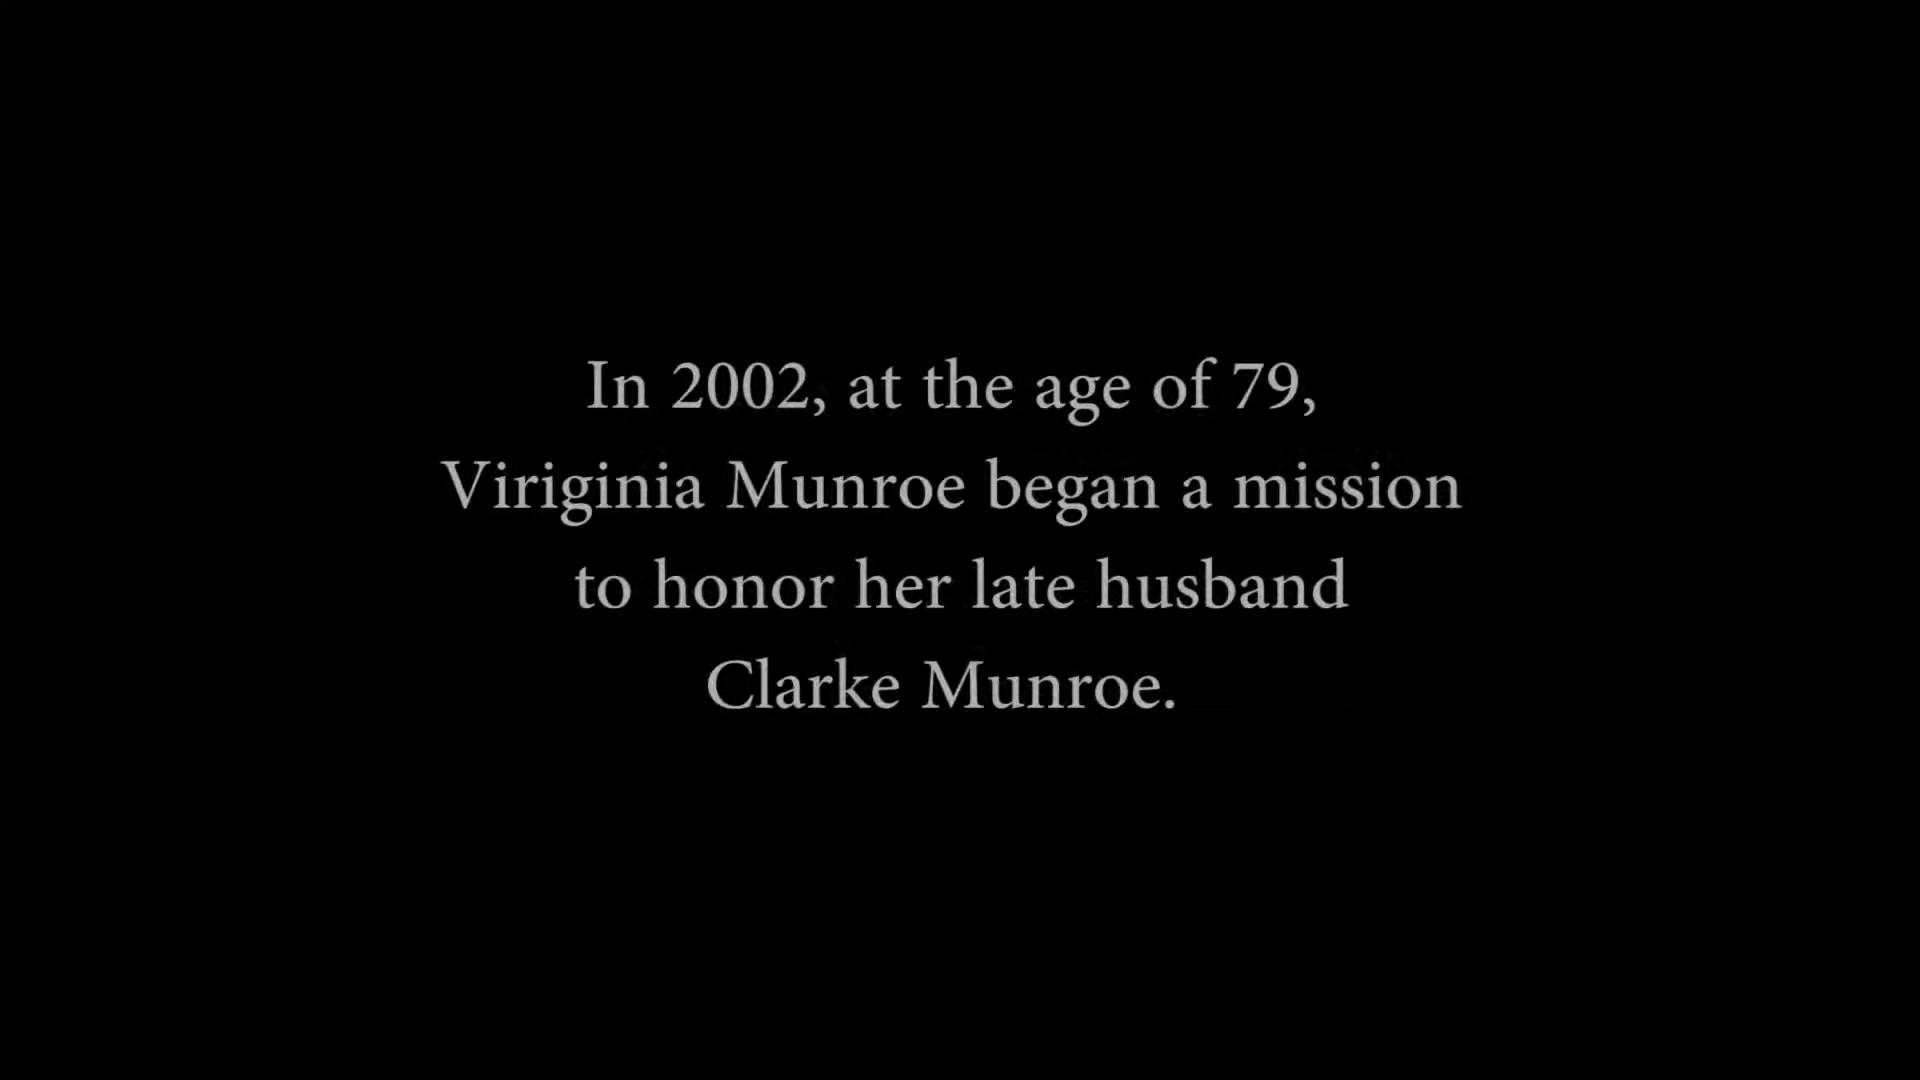 In 2002, at the age of 79,
Viriginia Munroe began a mission
to honor her late husband
Clarke Munroe.